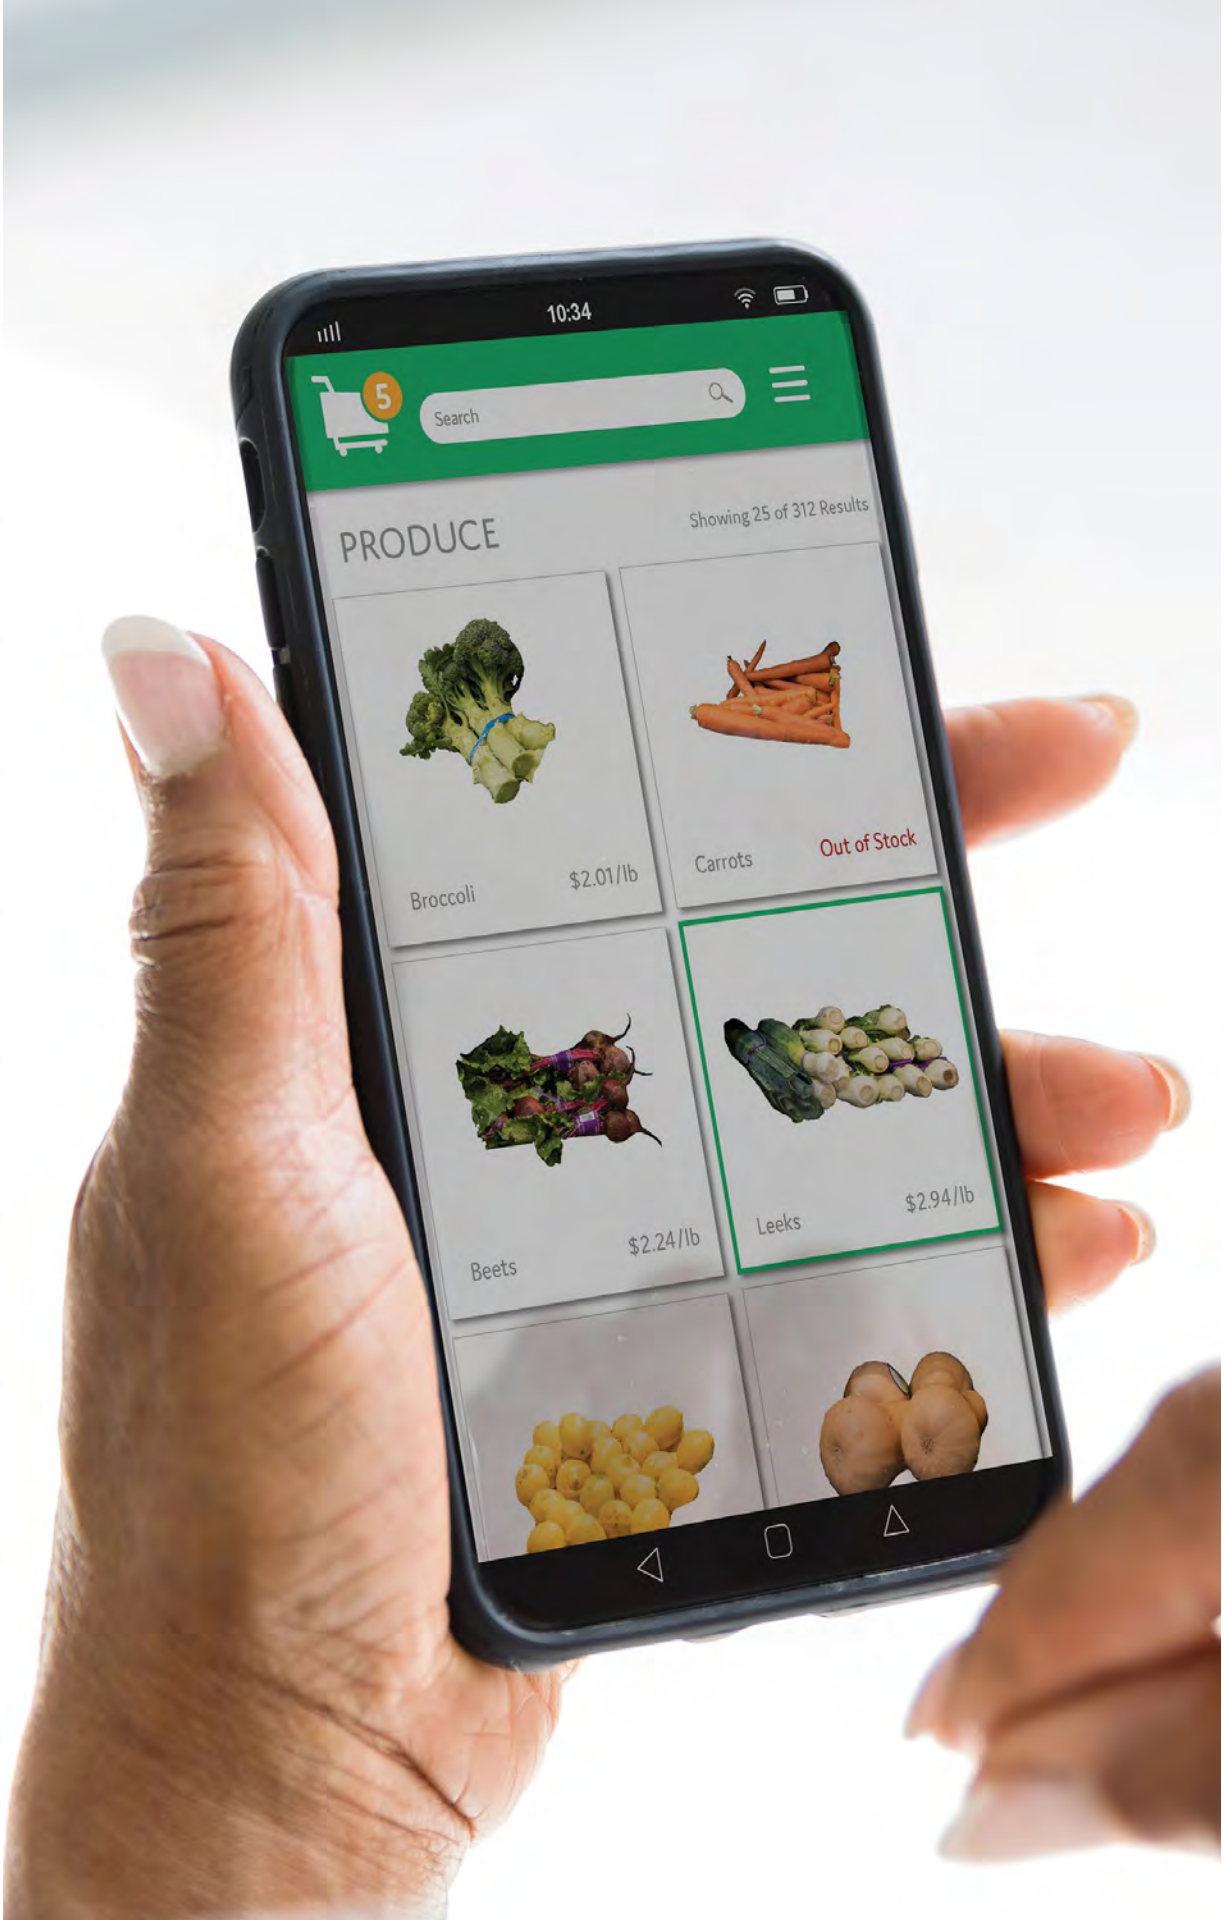 10:34
5
Search
PRODUCE
Showing 25 of 312 Results
Broccoli
$2.01/lb
Carrots
Out of Stock
Beets
$2.24/lb
Leeks
$2.94/lb